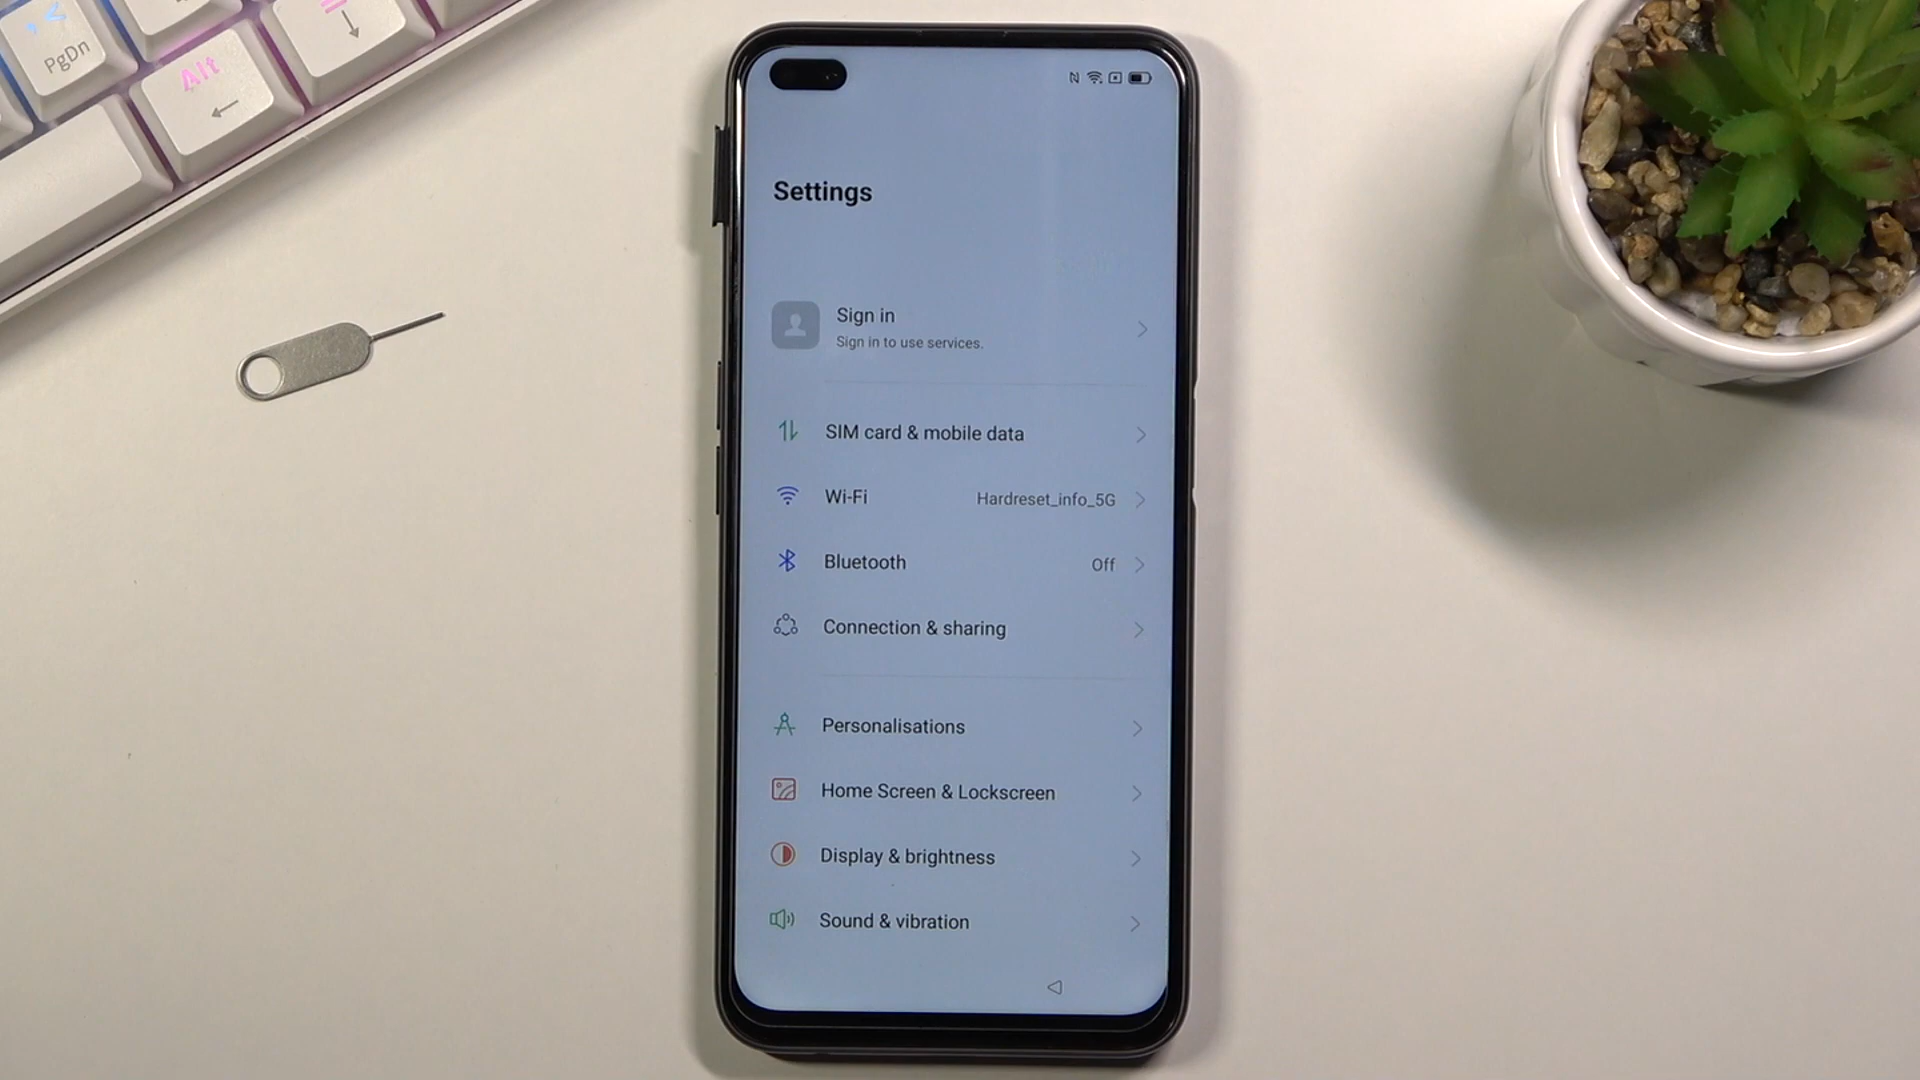 PgDn
Alt
Settings
Sign in
Sign in to use services.
SIM card & mobile data
Wi-Fi Hardreset_info_5G
Bluetooth Off
Connection & sharing
Personalisations
Home Screen & Lockscreen
Display & brightness
Sound & vibration